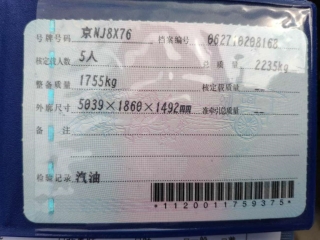 号牌号码 京NJ8X76 档案编号
核定载人数 5人 总质量 2235kg
整备质量 1755kg 核定载质量 --
外廓尺寸 5039×1860×1492mm 准牵引总质量 --
备注
检验记录 汽油
*1120011759375*